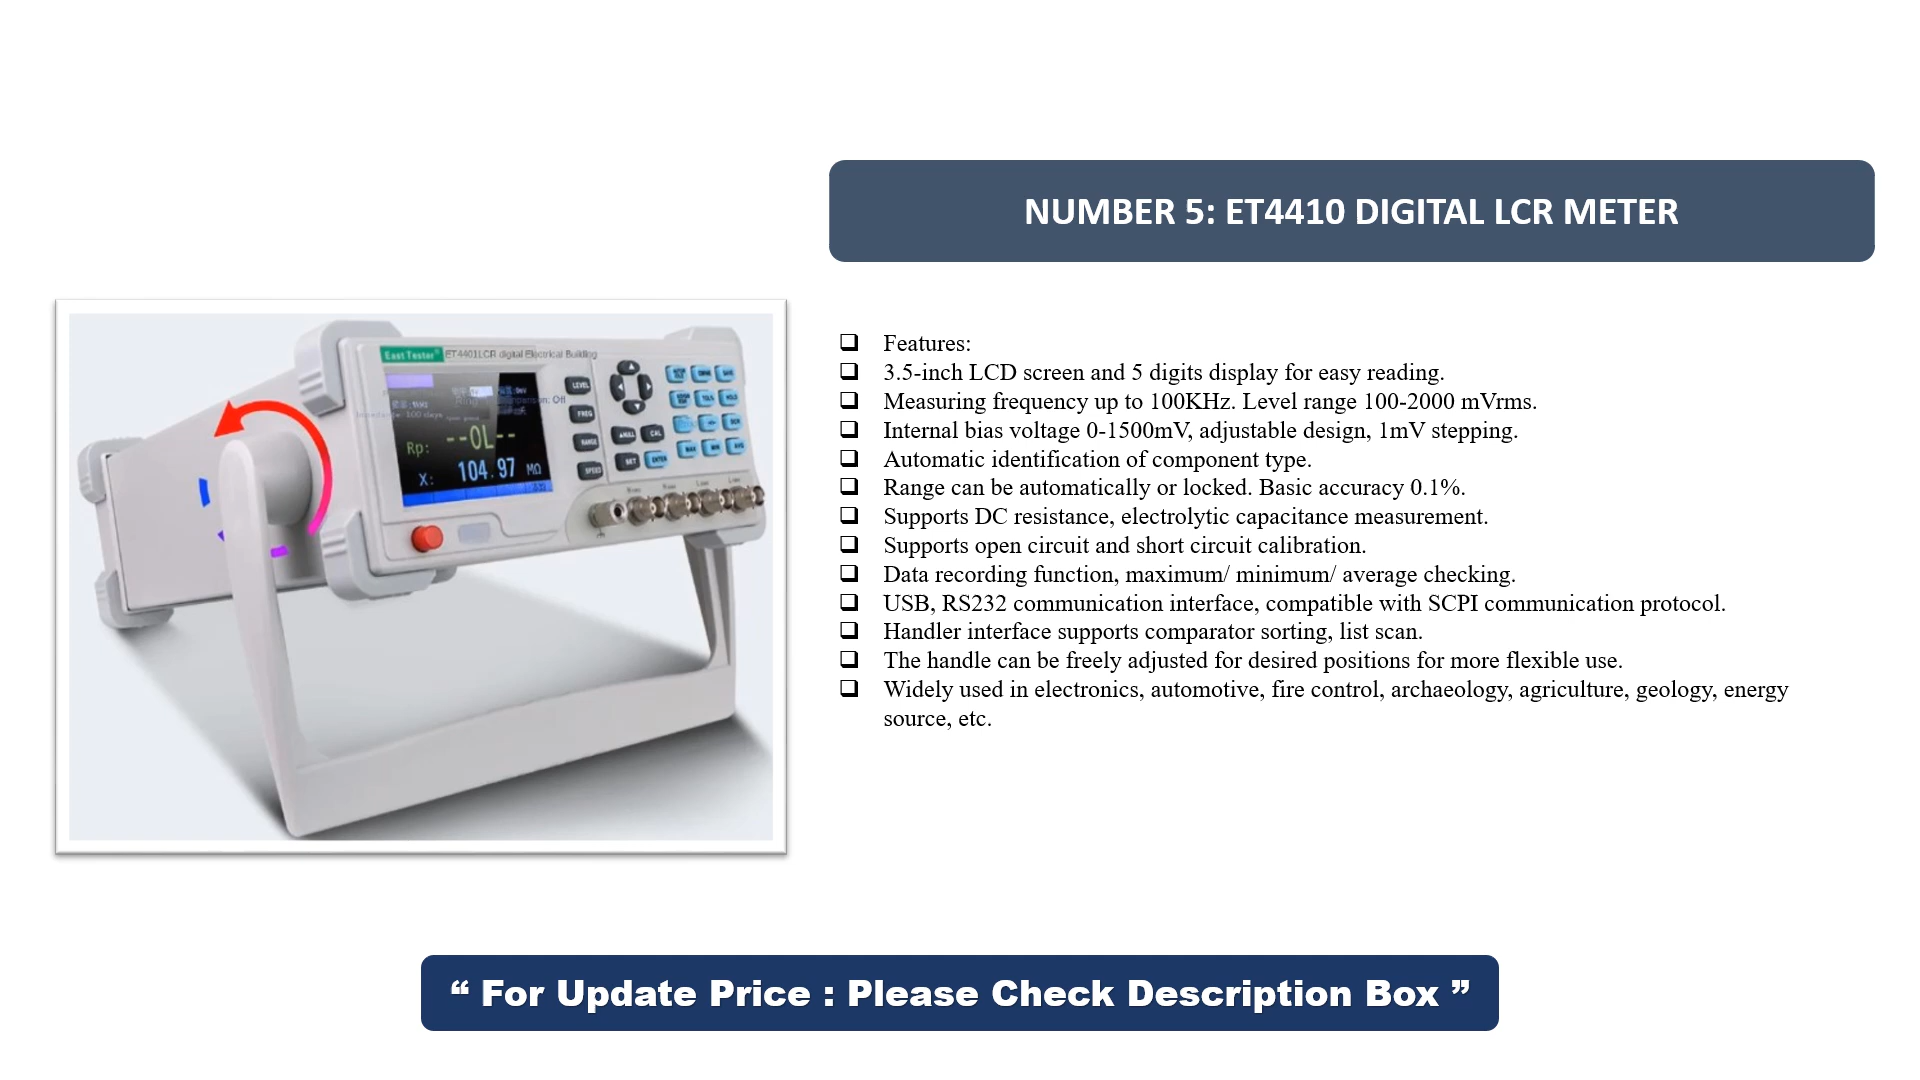 NUMBER 5: ET4410 DIGITAL LCR METER
East Tester
ET4401LCR digital Electrical Building
LEVEL
FREQ
RANGE
SPEED
Rp: --OL--
X: 104.97 MΩ
CAL
SET
ENTER
Features:
3.5-inch LCD screen and 5 digits display for easy reading.
Measuring frequency up to 100KHz. Level range 100-2000 mVrms.
Internal bias voltage 0-1500mV, adjustable design, 1mV stepping.
Automatic identification of component type.
Range can be automatically or locked. Basic accuracy 0.1%.
Supports DC resistance, electrolytic capacitance measurement.
Supports open circuit and short circuit calibration.
Data recording function, maximum/ minimum/ average checking.
USB, RS232 communication interface, compatible with SCPI communication protocol.
Handler interface supports comparator sorting, list scan.
The handle can be freely adjusted for desired positions for more flexible use.
Widely used in electronics, automotive, fire control, archaeology, agriculture, geology, energy
source, etc.
“ For Update Price : Please Check Description Box ”